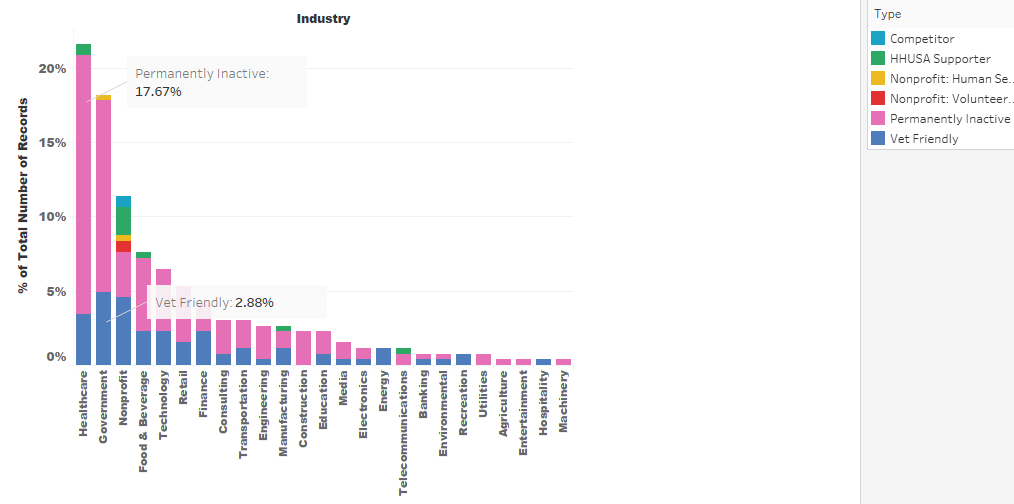 Industry
% of Total Number of Records
20%
15%
10%
5%
0%
Permanently Inactive:
17.67%
Vet Friendly: 2.88%
Healthcare
Government
Nonprofit
Food & Beverage
Technology
Retail
Finance
Consulting
Transportation
Engineering
Manufacturing
Construction
Education
Media
Electronics
Energy
Telecommunications
Banking
Environmental
Recreation
Utilities
Agriculture
Entertainment
Hospitality
Machinery
Type
Competitor
HHUSA Supporter
Nonprofit: Human Se..
Nonprofit: Volunteer..
Permanently Inactive
Vet Friendly